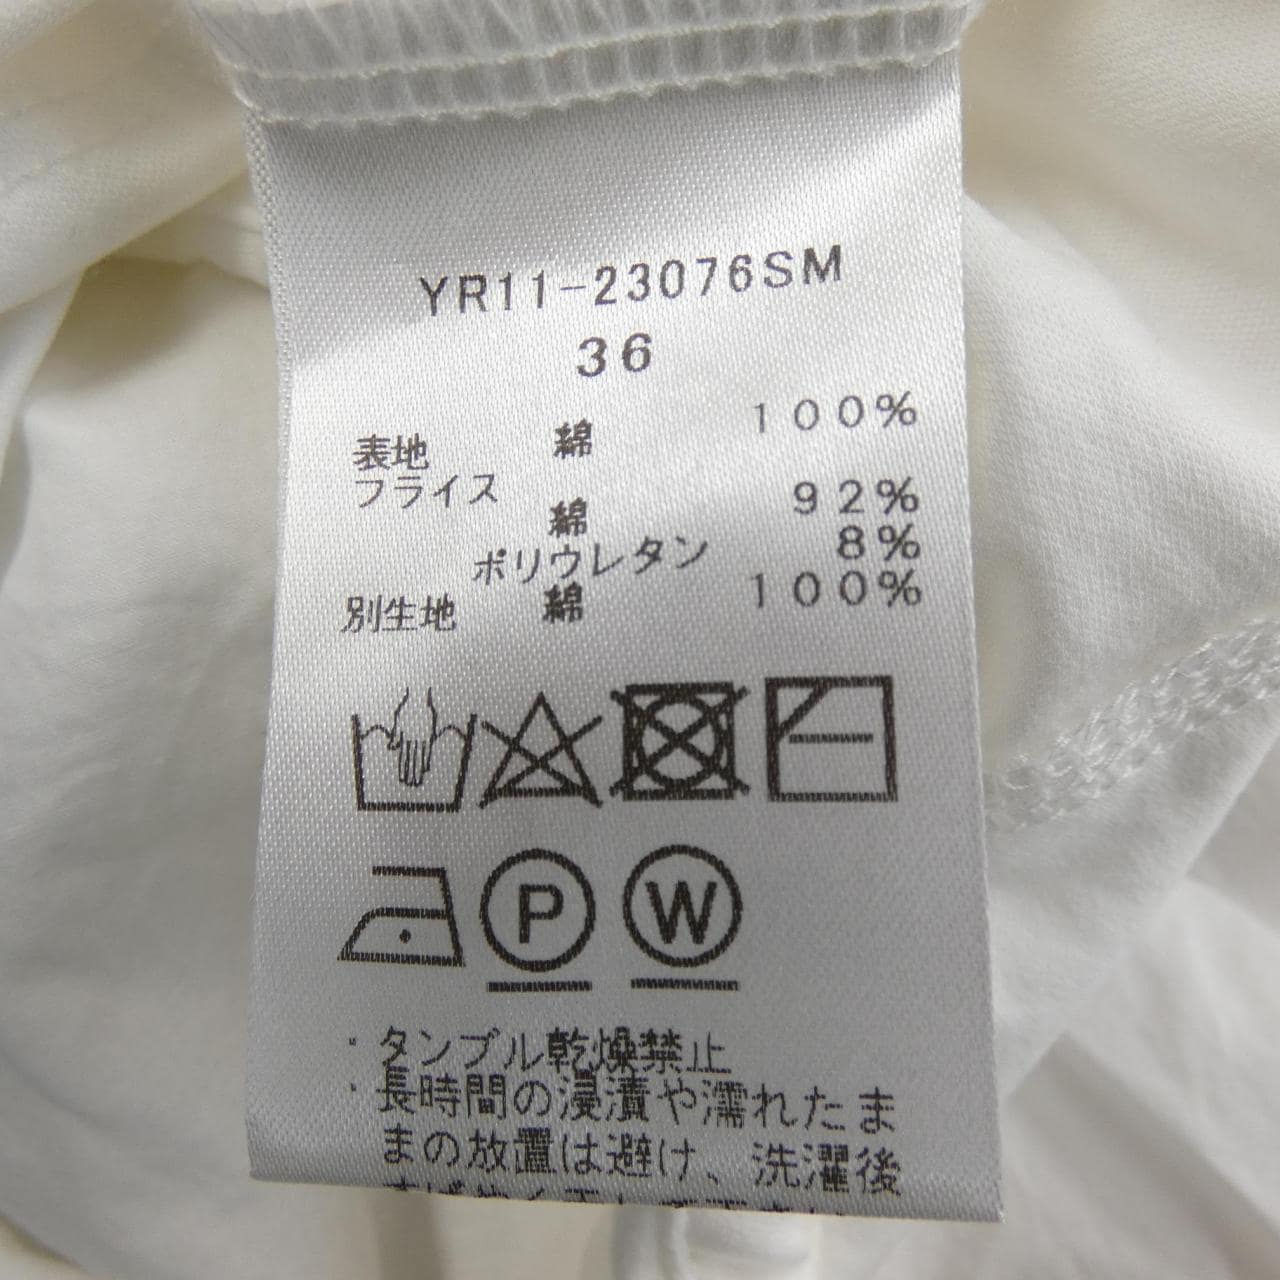 YR11-23076SM
36
表地 綿 100%
フライス
綿 92%
ポリウレタン 8%
別生地 綿 100%
P W
・タンブル乾燥禁止
・長時間の浸漬や濡れたま
まの放置は避け、洗濯後